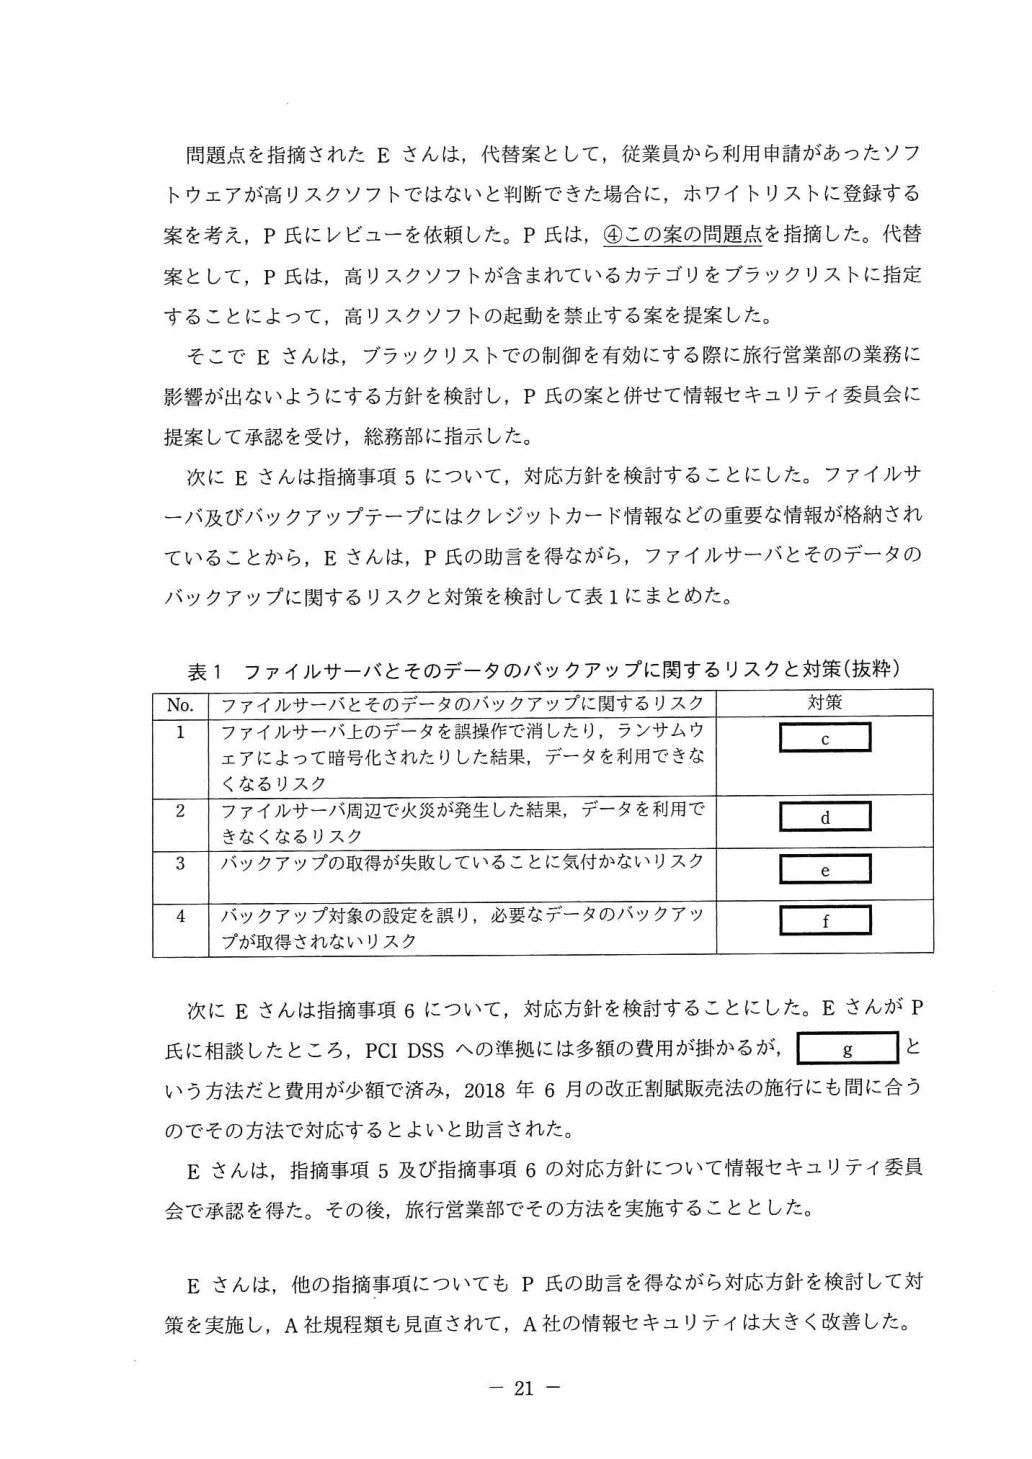 問題点を指摘された E さんは，代替案として，従業員から利用申請があったソフ
トウェアが高リスクソフトではないと判断できた場合に，ホワイトリストに登録する
案を考え，P 氏にレビューを依頼した。P 氏は，④この案の問題点を指摘した。代替
案として，P 氏は，高リスクソフトが含まれているカテゴリをブラックリストに指定
することによって，高リスクソフトの起動を禁止する案を提案した。
そこで E さんは，ブラックリストでの制御を有効にする際に旅行営業部の業務に
影響が出ないようにする方針を検討し，P 氏の案と併せて情報セキュリティ委員会に
提案して承認を受け，総務部に指示した。
次に E さんは指摘事項 5 について，対応方針を検討することにした。ファイルサ
ーバ及びバックアップテープにはクレジットカード情報などの重要な情報が格納され
ていることから，E さんは，P 氏の助言を得ながら，ファイルサーバとそのデータの
バックアップに関するリスクと対策を検討して表1にまとめた。
表1 ファイルサーバとそのデータのバックアップに関するリスクと対策(抜粋)
No. ファイルサーバとそのデータのバックアップに関するリスク 対策
1 ファイルサーバ上のデータを誤操作で消したり，ランサムウ c
ェアによって暗号化されたりした結果，データを利用できな
くなるリスク
2 ファイルサーバ周辺で火災が発生した結果，データを利用で d
きなくなるリスク
3 バックアップの取得が失敗していることに気付かないリスク e
4 バックアップ対象の設定を誤り，必要なデータのバックアッ f
プが取得されないリスク
次に E さんは指摘事項 6 について，対応方針を検討することにした。E さんが P
氏に相談したところ，PCI DSS への準拠には多額の費用が掛かるが， g と
いう方法だと費用が少額で済み，2018 年 6 月の改正割賦販売法の施行にも間に合う
のでその方法で対応するとよいと助言された。
E さんは，指摘事項 5 及び指摘事項 6 の対応方針について情報セキュリティ委員
会で承認を得た。その後，旅行営業部でその方法を実施することとした。
E さんは，他の指摘事項についても P 氏の助言を得ながら対応方針を検討して対
策を実施し，A 社規程類も見直されて，A 社の情報セキュリティは大きく改善した。
－ 21 －